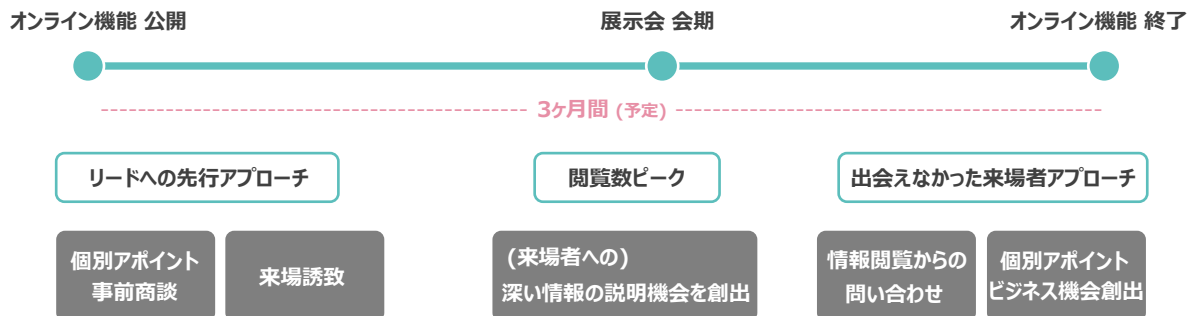 オンライン機能 公開
展示会 会期
オンライン機能 終了
3ヶ月間 (予定)
リードへの先行アプローチ
閲覧数ピーク
出会えなかった来場者アプローチ
個別アポイント
事前商談
来場誘致
(来場者への)
深い情報の説明機会を創出
情報閲覧からの
問い合わせ
個別アポイント
ビジネス機会創出